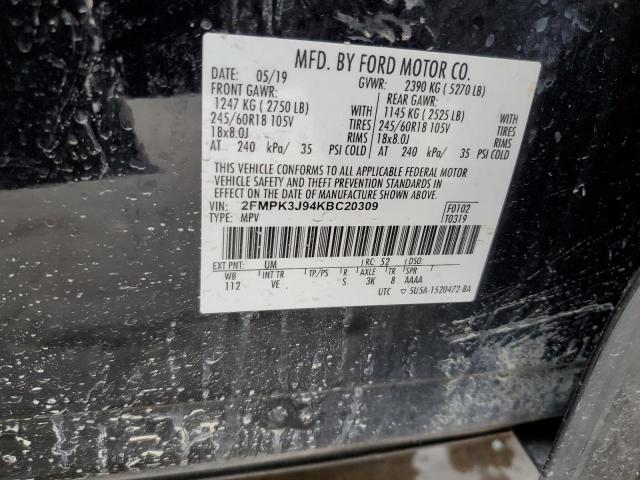 MFD. BY FORD MOTOR CO.
DATE: 05/19 GVWR: 2390 KG ( 5270 LB)
FRONT GAWR: REAR GAWR:
1247 KG ( 2750 LB) WITH 1145 KG ( 2525 LB) WITH
245/60R18 105V TIRES 245/60R18 105V TIRES
18x8.0J RIMS 18x8.0J RIMS
AT 240 kPa/ 35 PSI COLD AT 240 kPa/ 35 PSI COLD
THIS VEHICLE CONFORMS TO ALL APPLICABLE FEDERAL MOTOR
VEHICLE SAFETY AND THEFT PREVENTION STANDARDS IN
EFFECT ON THE DATE OF MANUFACTURE SHOWN ABOVE.
VIN: 2FMPK3J94KBC20309 F0102
TYPE: MPV T0319
EXT PNT: UM RC: 52 DSO:
WB INT TR TP/PS R AXLE TR SPR
112 VE S 3K 8 AAAA
UTC ▽ 5U5A-1520472-BA